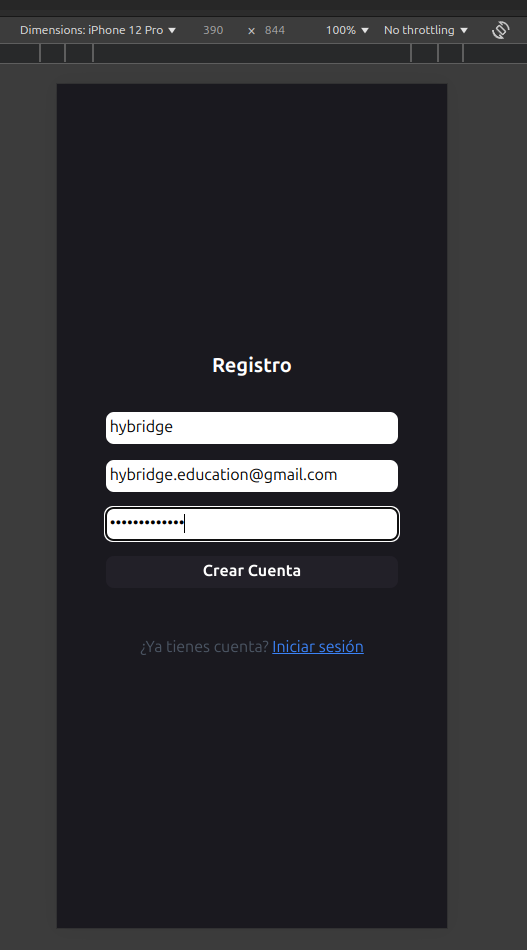 Dimensions: iPhone 12 Pro ▼ 390 × 844 100% ▼ No throttling ▼
Registro
hybridge
hybridge.education@gmail.com
•••••••••••••
Crear Cuenta
¿Ya tienes cuenta? Iniciar sesión